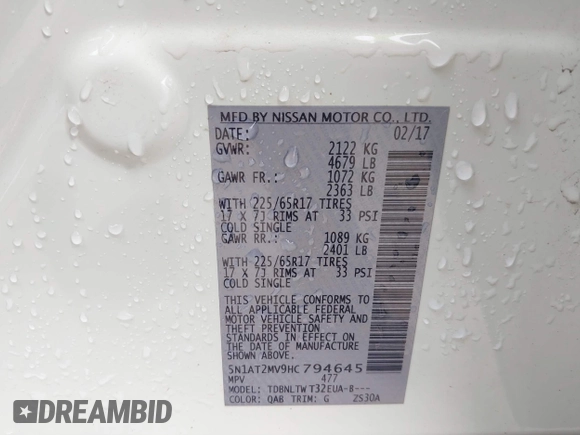 MFD BY NISSAN MOTOR CO., LTD.
DATE: 02/17
GVWR: 2122 KG
4679 LB
GAWR FR.: 1072 KG
2363 LB
WITH 225/65R17 TIRES
17 X 7J RIMS AT 33 PSI
COLD SINGLE
GAWR RR.: 1089 KG
2401 LB
WITH 225/65R17 TIRES
17 X 7J RIMS AT 33 PSI
COLD SINGLE
THIS VEHICLE CONFORMS TO
ALL APPLICABLE FEDERAL
MOTOR VEHICLE SAFETY AND
THEFT PREVENTION
STANDARDS IN EFFECT ON
THE DATE OF MANUFACTURE
SHOWN ABOVE.
5N1AT2MV9HC794645
MPV 477
MODEL: TDBNLTWT32EUA-B---
COLOR: QAB TRIM: G 2S30A
DREAMBID
DREAMBID.COM